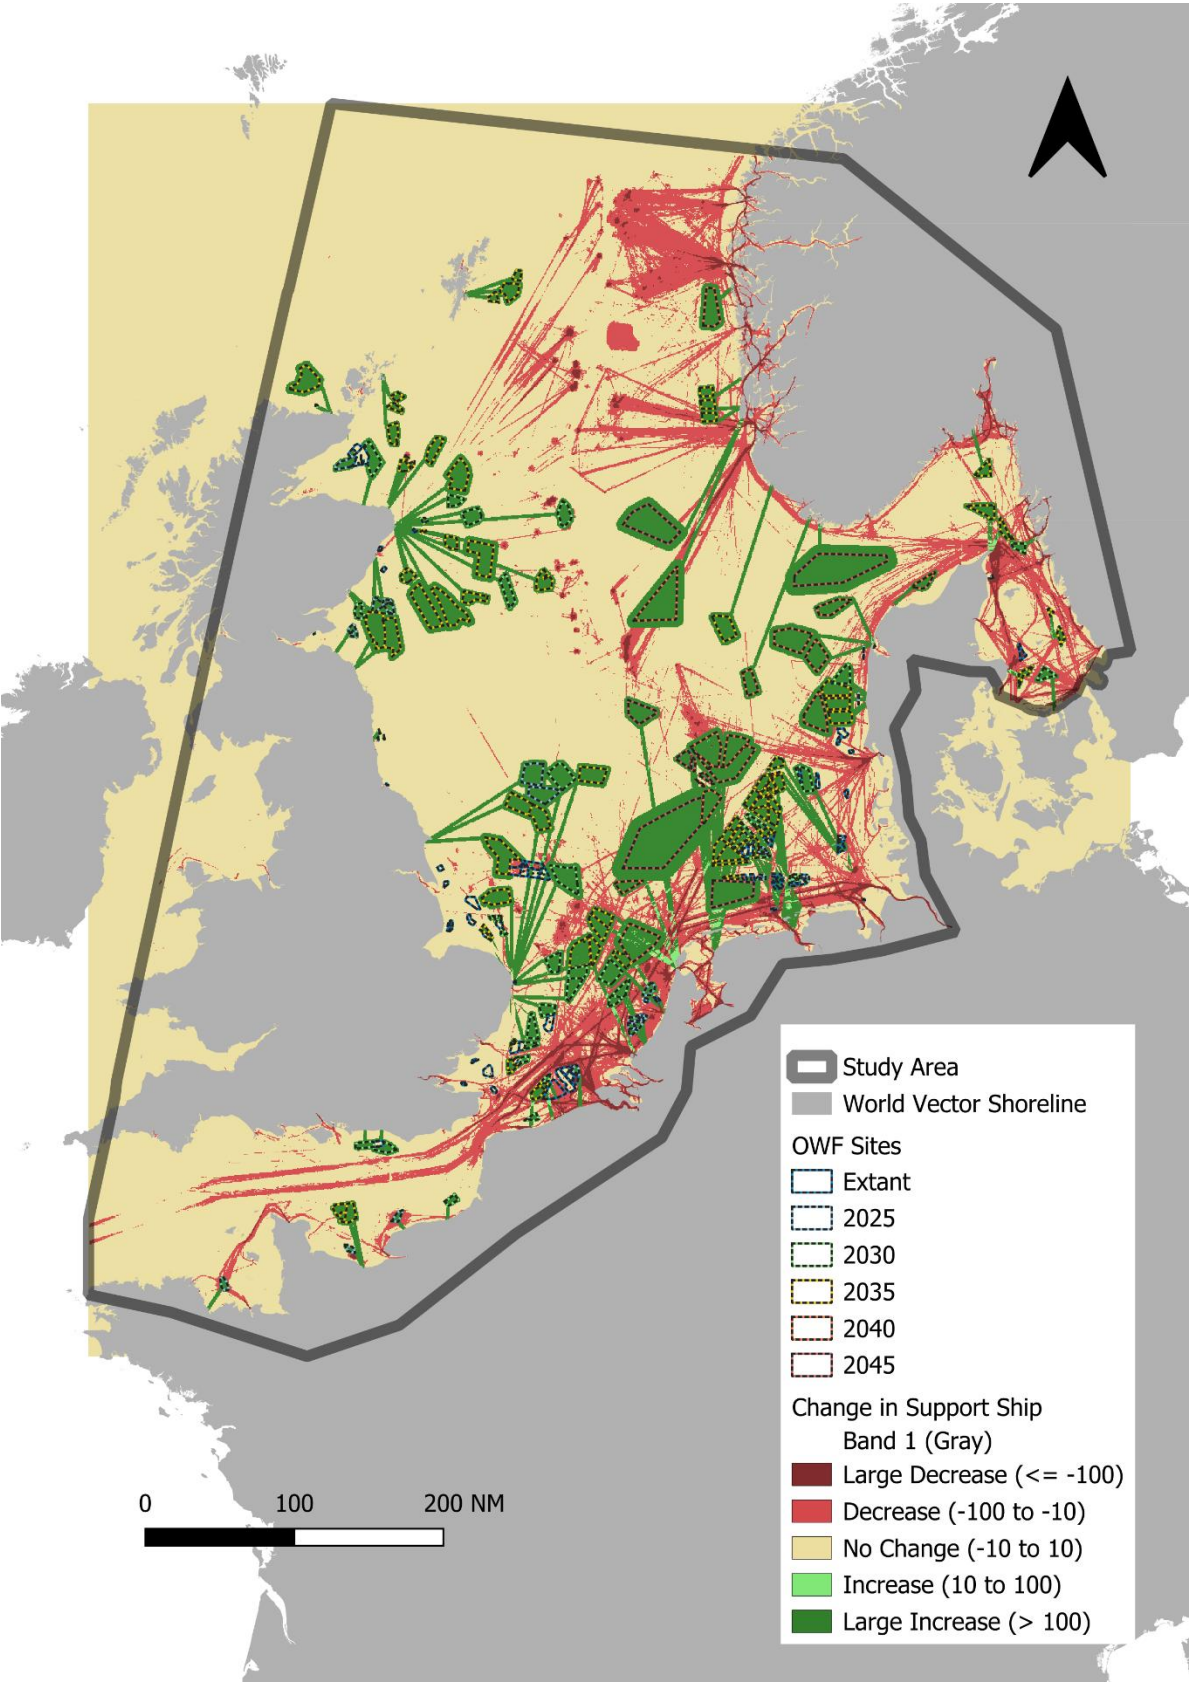 Study Area
World Vector Shoreline
OWF Sites
Extant
2025
2030
2035
2040
2045
Change in Support Ship
Band 1 (Gray)
Large Decrease (<= -100)
Decrease (-100 to -10)
No Change (-10 to 10)
Increase (10 to 100)
Large Increase (> 100)
0 100 200 NM